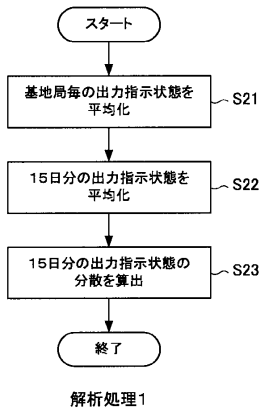 スタート
基地局毎の出力指示状態を
平均化
S21
15日分の出力指示状態を
平均化
S22
15日分の出力指示状態の
分散を算出
S23
終了
解析処理1